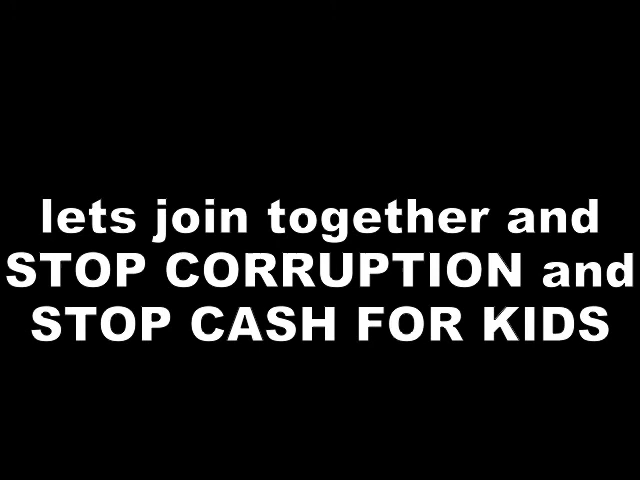 lets join together and
STOP CORRUPTION and
STOP CASH FOR KIDS